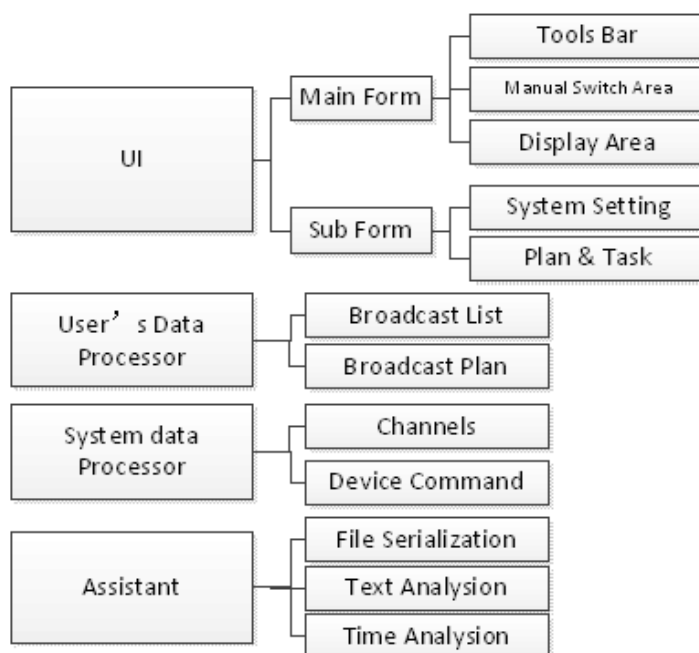 UI
Main Form
Tools Bar
Manual Switch Area
Display Area
Sub Form
System Setting
Plan & Task
User’s Data
Processor
Broadcast List
Broadcast Plan
System data
Processor
Channels
Device Command
Assistant
File Serialization
Text Analysion
Time Analysion